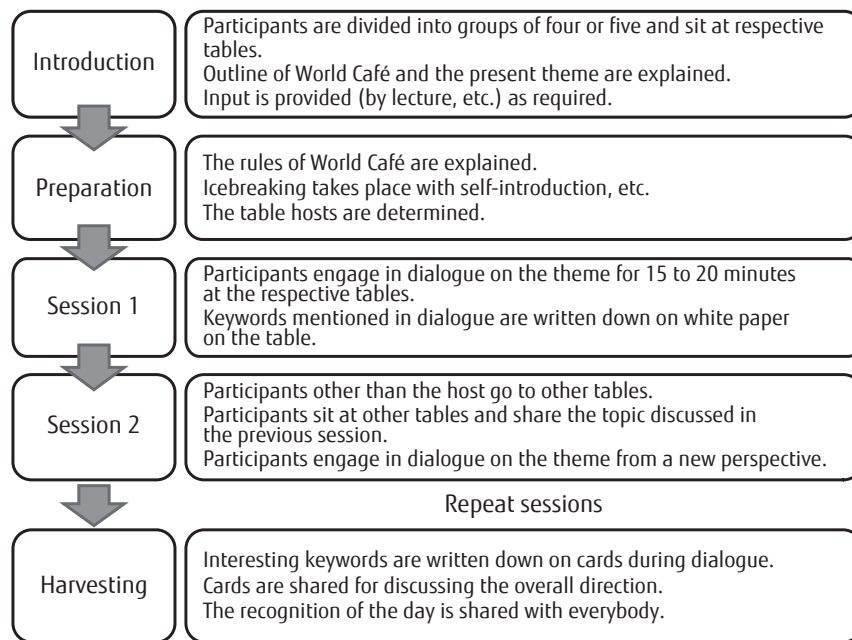 Introduction
Participants are divided into groups of four or five and sit at respective
tables.
Outline of World Café and the present theme are explained.
Input is provided (by lecture, etc.) as required.
Preparation
The rules of World Café are explained.
Icebreaking takes place with self-introduction, etc.
The table hosts are determined.
Session 1
Participants engage in dialogue on the theme for 15 to 20 minutes
at the respective tables.
Keywords mentioned in dialogue are written down on white paper
on the table.
Session 2
Participants other than the host go to other tables.
Participants sit at other tables and share the topic discussed in
the previous session.
Participants engage in dialogue on the theme from a new perspective.
Repeat sessions
Harvesting
Interesting keywords are written down on cards during dialogue.
Cards are shared for discussing the overall direction.
The recognition of the day is shared with everybody.